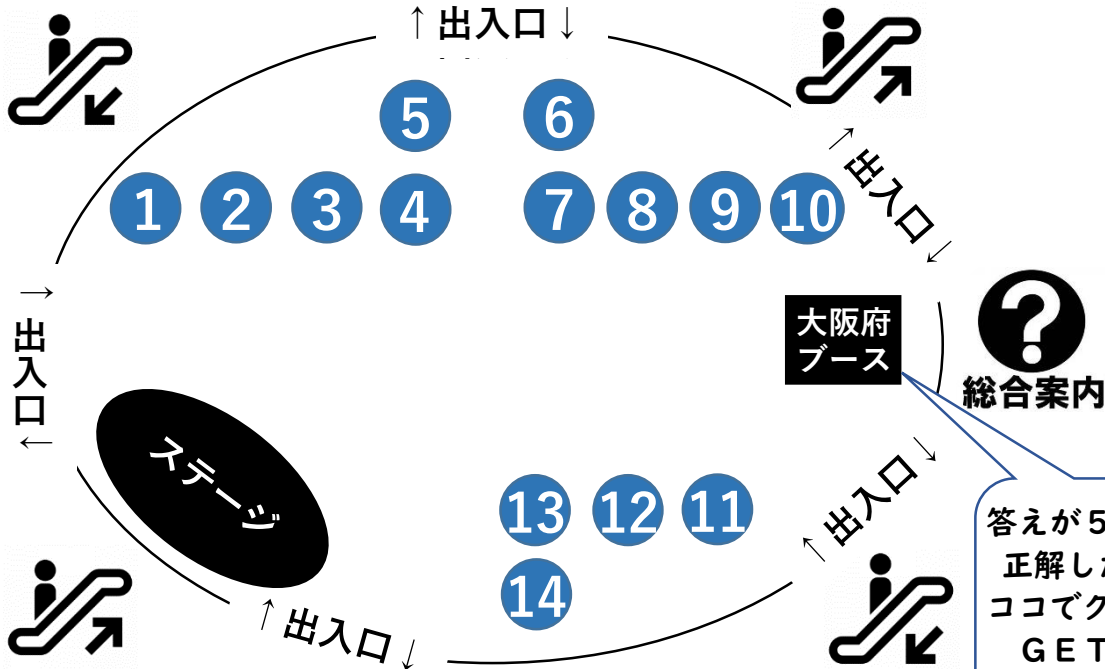 ↑ 出入口 ↓
5
6
1
2
3
4
7
8
9
10
↑ 出入口 ↓
→ 出入口 ←
大阪府
ブース
総合案内
ステージ
13
12
11
14
↑ 出入口 ↓
↑ 出入口 ↓
答えが5
正解した
ココでク
GET